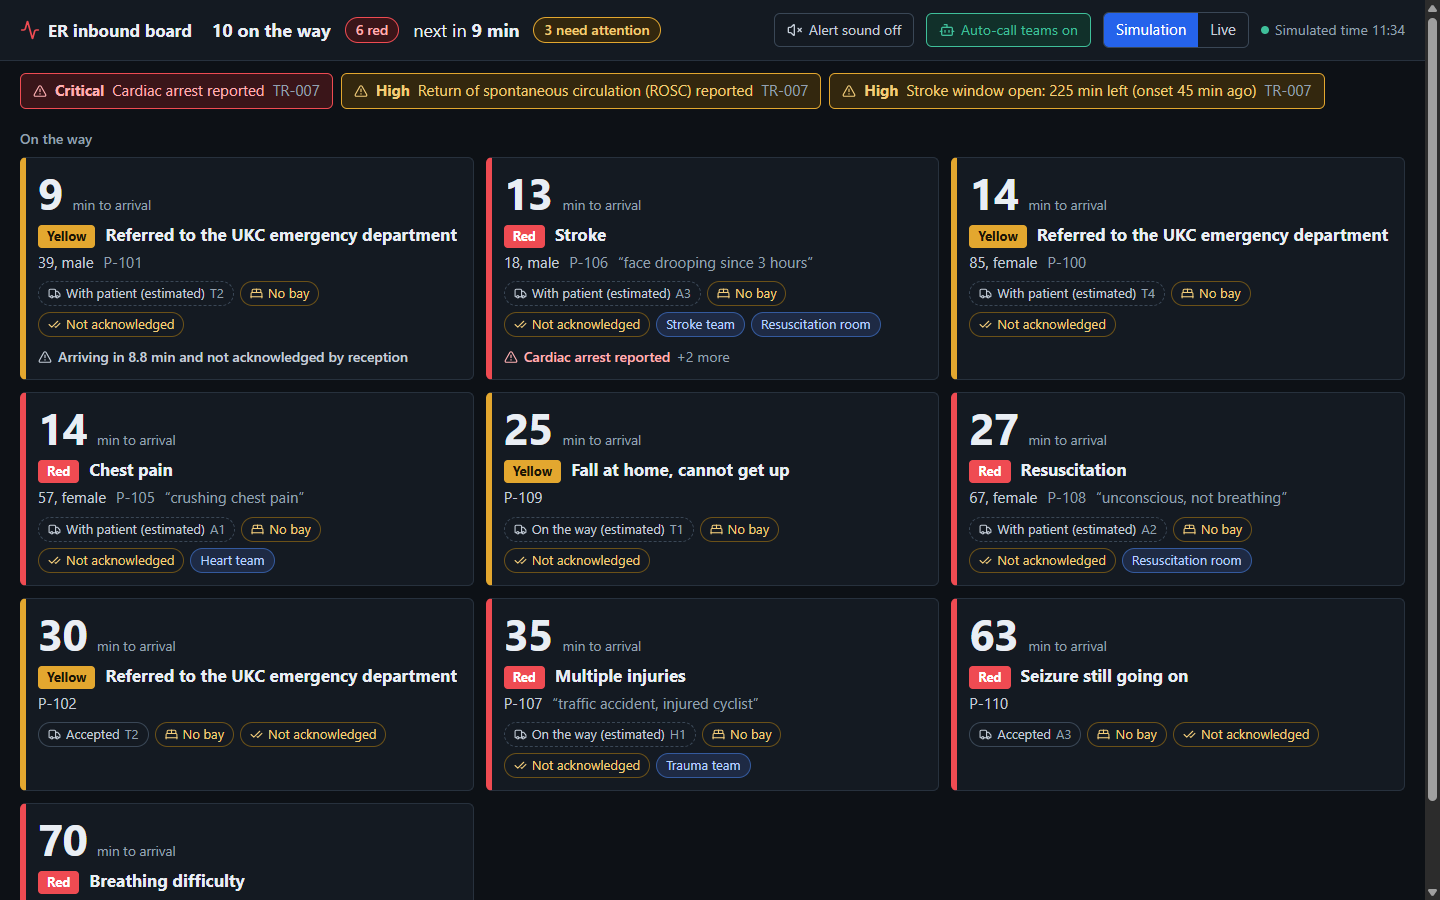 ER inbound board 10 on the way 6 red next in 9 min 3 need attention Alert sound off Auto-call teams on Simulation Live Simulated time 11:34
Critical Cardiac arrest reported TR-007 High Return of spontaneous circulation (ROSC) reported TR-007 High Stroke window open: 225 min left (onset 45 min ago) TR-007
On the way
9 min to arrival
Yellow Referred to the UKC emergency department
39, male P-101
With patient (estimated) T2 No bay
Not acknowledged
Arriving in 8.8 min and not acknowledged by reception
13 min to arrival
Red Stroke
18, male P-106 “face drooping since 3 hours”
With patient (estimated) A3 No bay
Not acknowledged Stroke team Resuscitation room
Cardiac arrest reported +2 more
14 min to arrival
Yellow Referred to the UKC emergency department
85, female P-100
With patient (estimated) T4 No bay
Not acknowledged
14 min to arrival
Red Chest pain
57, female P-105 “crushing chest pain”
With patient (estimated) A1 No bay
Not acknowledged Heart team
25 min to arrival
Yellow Fall at home, cannot get up
P-109
On the way (estimated) T1 No bay
Not acknowledged
27 min to arrival
Red Resuscitation
67, female P-108 “unconscious, not breathing”
With patient (estimated) A2 No bay
Not acknowledged Resuscitation room
30 min to arrival
Yellow Referred to the UKC emergency department
P-102
Accepted T2 No bay Not acknowledged
35 min to arrival
Red Multiple injuries
P-107 “traffic accident, injured cyclist”
On the way (estimated) H1 No bay
Not acknowledged Trauma team
63 min to arrival
Red Seizure still going on
P-110
Accepted A3 No bay Not acknowledged
70 min to arrival
Red Breathing difficulty